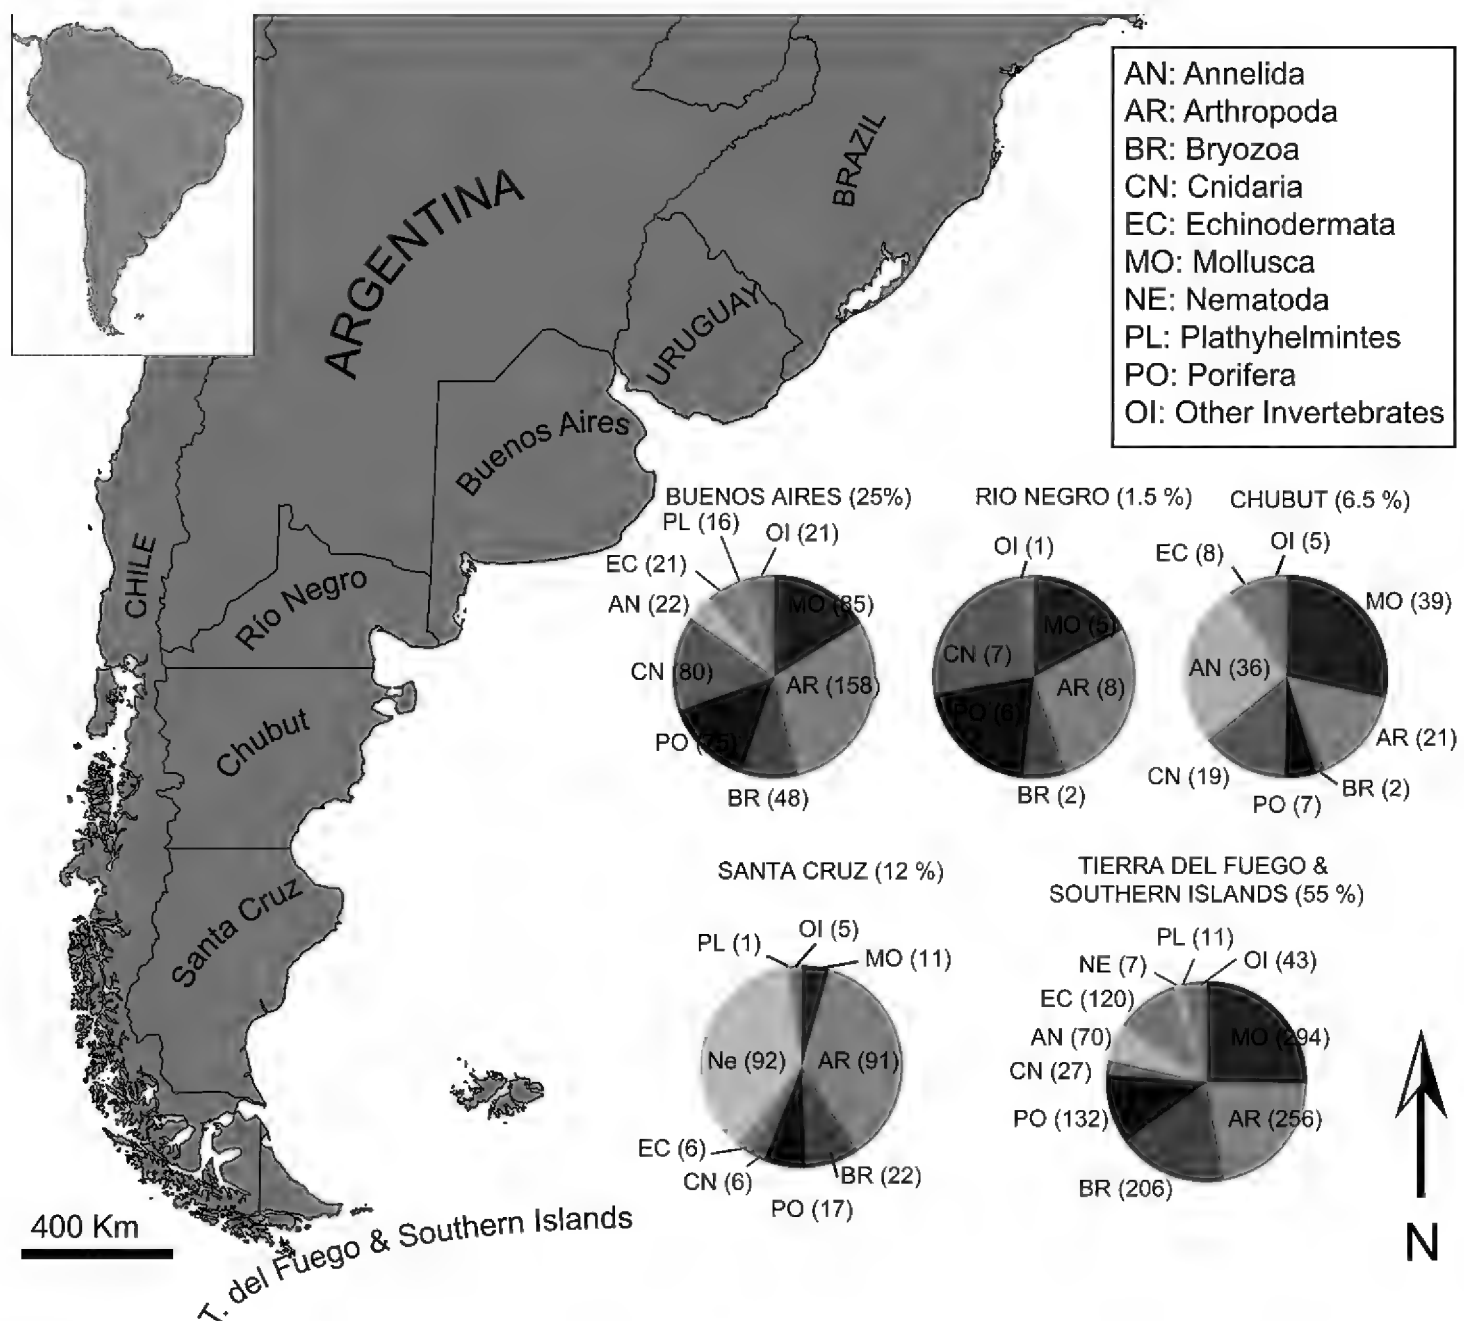 AN: Annelida
AR: Arthropoda
BR: Bryozoa
CN: Cnidaria
EC: Echinodermata
MO: Mollusca
NE: Nematoda
PL: Plathyhelmintes
PO: Porifera
OI: Other Invertebrates
BRAZIL
ARGENTINA
URUGUAY
Buenos Aires
CHILE
Río Negro
Chubut
Santa Cruz
T. del Fuego & Southern Islands
400 Km
BUENOS AIRES (25%)
PL (16)
OI (21)
EC (21)
AN (22)
MO (85)
CN (80)
AR (158)
PO (75)
BR (48)
RIO NEGRO (1.5 %)
OI (1)
MO (5)
CN (7)
AR (8)
PO (6)
BR (2)
CHUBUT (6.5 %)
OI (5)
EC (8)
MO (39)
AN (36)
AR (21)
CN (19)
BR (2)
PO (7)
SANTA CRUZ (12 %)
OI (5)
PL (1)
MO (11)
Ne (92)
AR (91)
EC (6)
CN (6)
BR (22)
PO (17)
TIERRA DEL FUEGO &
SOUTHERN ISLANDS (55 %)
PL (11)
OI (43)
NE (7)
EC (120)
AN (70)
MO (294)
CN (27)
PO (132)
AR (256)
BR (206)
N